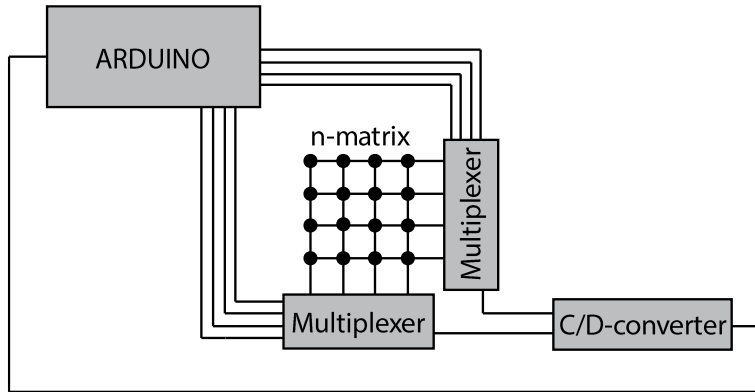 ARDUINO
n-matrix
Multiplexer
Multiplexer
C/D-converter